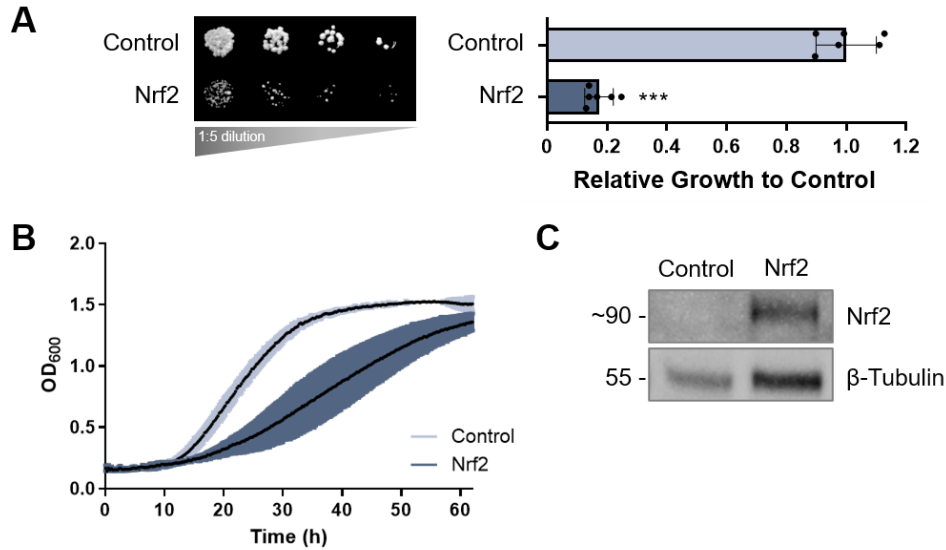 A
Control
Nrf2
1:5 dilution
Control
Nrf2
***
0 0.2 0.4 0.6 0.8 1.0 1.2
Relative Growth to Control
B
2.0
1.5
1.0
0.5
0.0
OD600
0 10 20 30 40 50 60
Time (h)
Control
Nrf2
C
Control Nrf2
~90 - Nrf2
55 - β-Tubulin